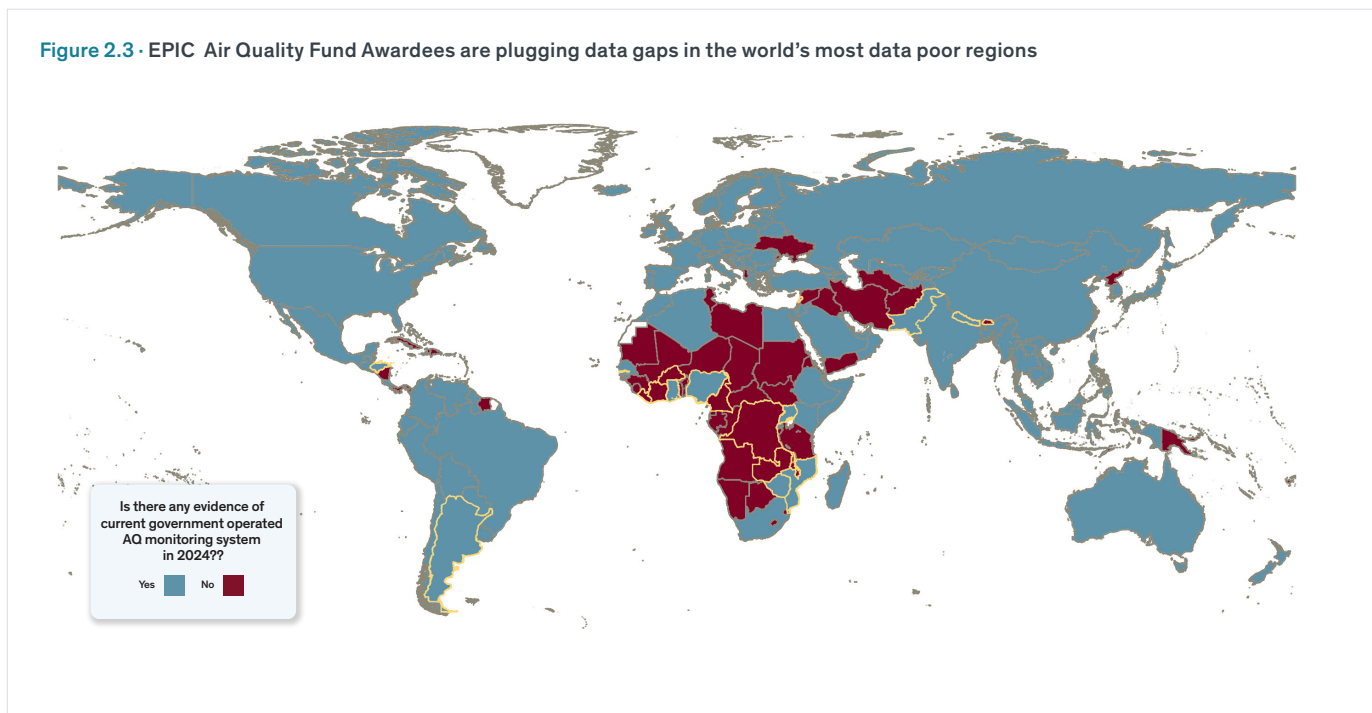 Figure 2.3 · EPIC Air Quality Fund Awardees are plugging data gaps in the world’s most data poor regions
Is there any evidence of
current government operated
AQ monitoring system
in 2024??
Yes No